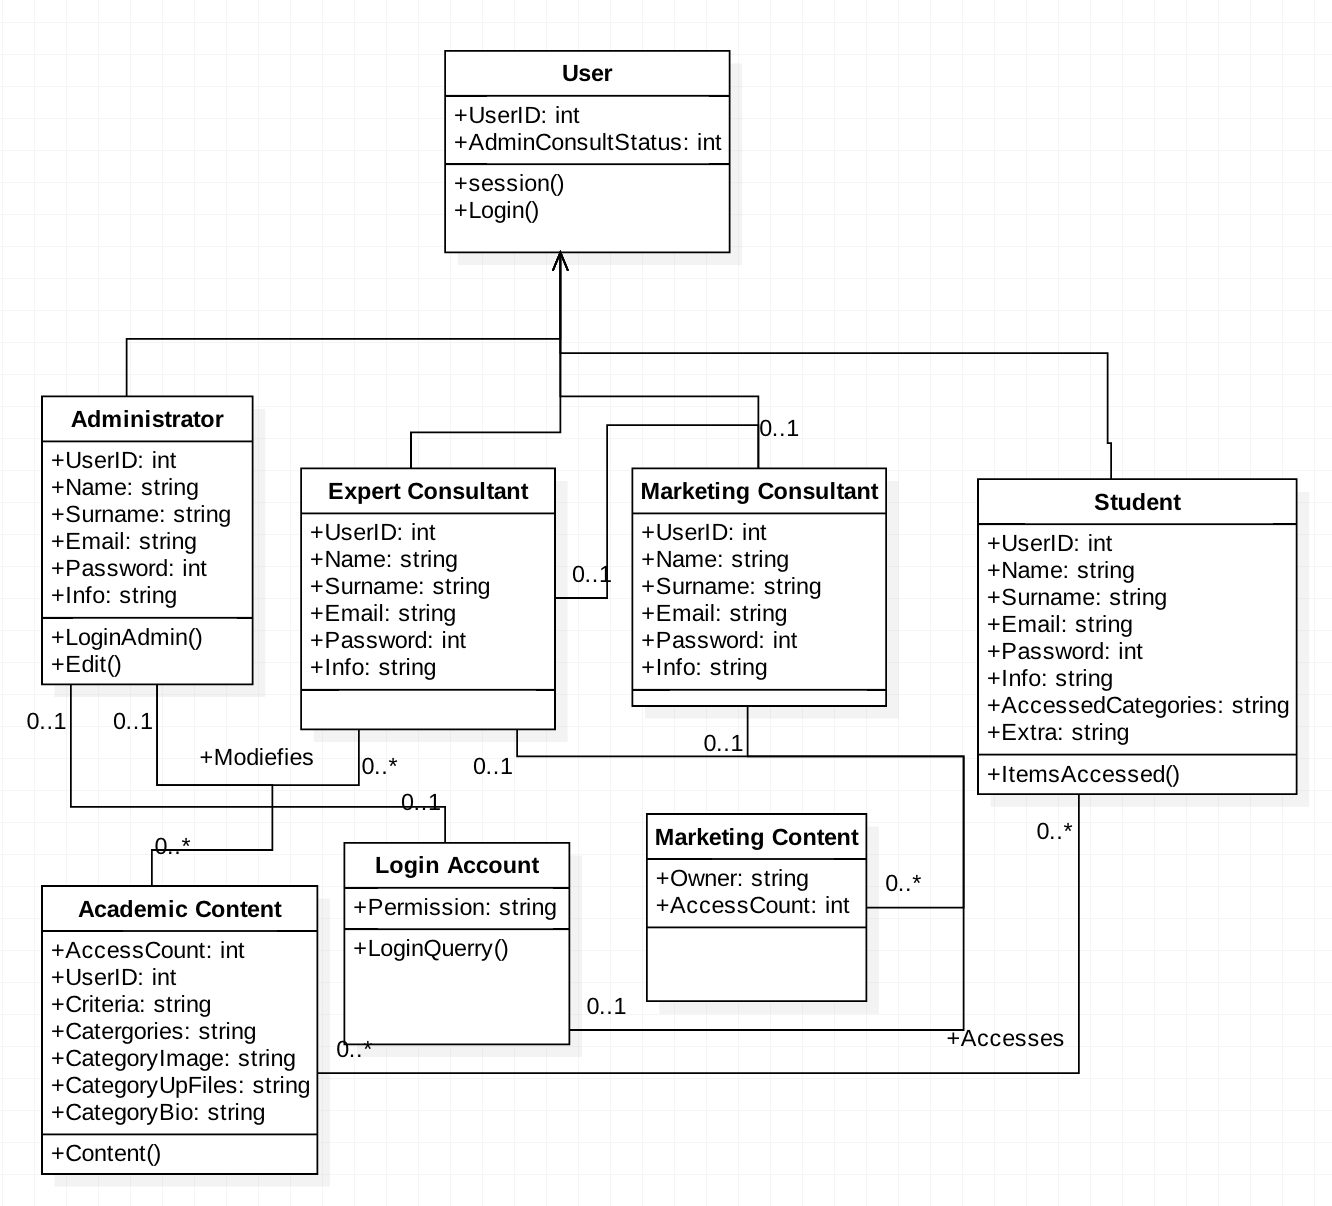 User
+UserID: int
+AdminConsultStatus: int
+session()
+Login()
Administrator
+UserID: int
+Name: string
+Surname: string
+Email: string
+Password: int
+Info: string
+LoginAdmin()
+Edit()
Expert Consultant
+UserID: int
+Name: string
+Surname: string
+Email: string
+Password: int
+Info: string
0..1
0..1
Marketing Consultant
+UserID: int
+Name: string
+Surname: string
+Email: string
+Password: int
+Info: string
Student
+UserID: int
+Name: string
+Surname: string
+Email: string
+Password: int
+Info: string
+AccessedCategories: string
+Extra: string
+ItemsAccessed()
0..1
0..1
+Modiefies
0..*
0..1
0..1
0..1
0..*
0..*
Academic Content
+AccessCount: int
+UserID: int
+Criteria: string
+Catergories: string
+CategoryImage: string
+CategoryUpFiles: string
+CategoryBio: string
+Content()
Login Account
+Permission: string
+LoginQuerry()
Marketing Content
+Owner: string
+AccessCount: int
0..*
0..1
0..*
+Accesses